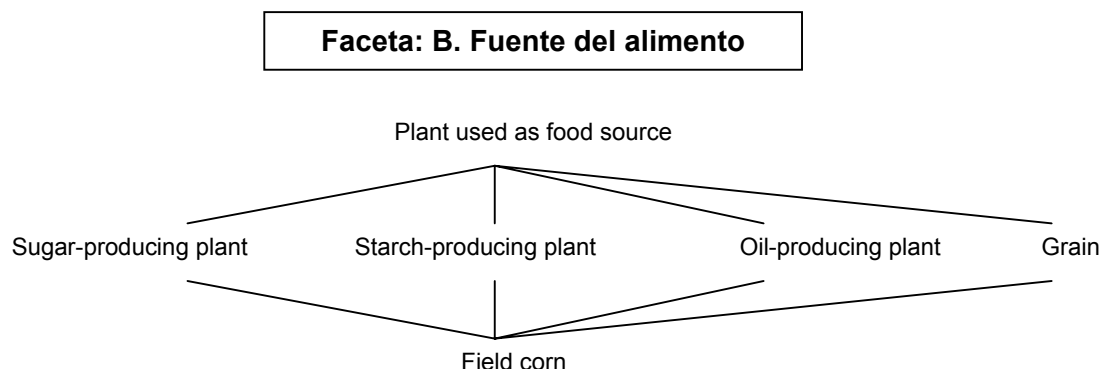 Faceta: B. Fuente del alimento
Plant used as food source
Sugar-producing plant Starch-producing plant Oil-producing plant Grain
Field corn